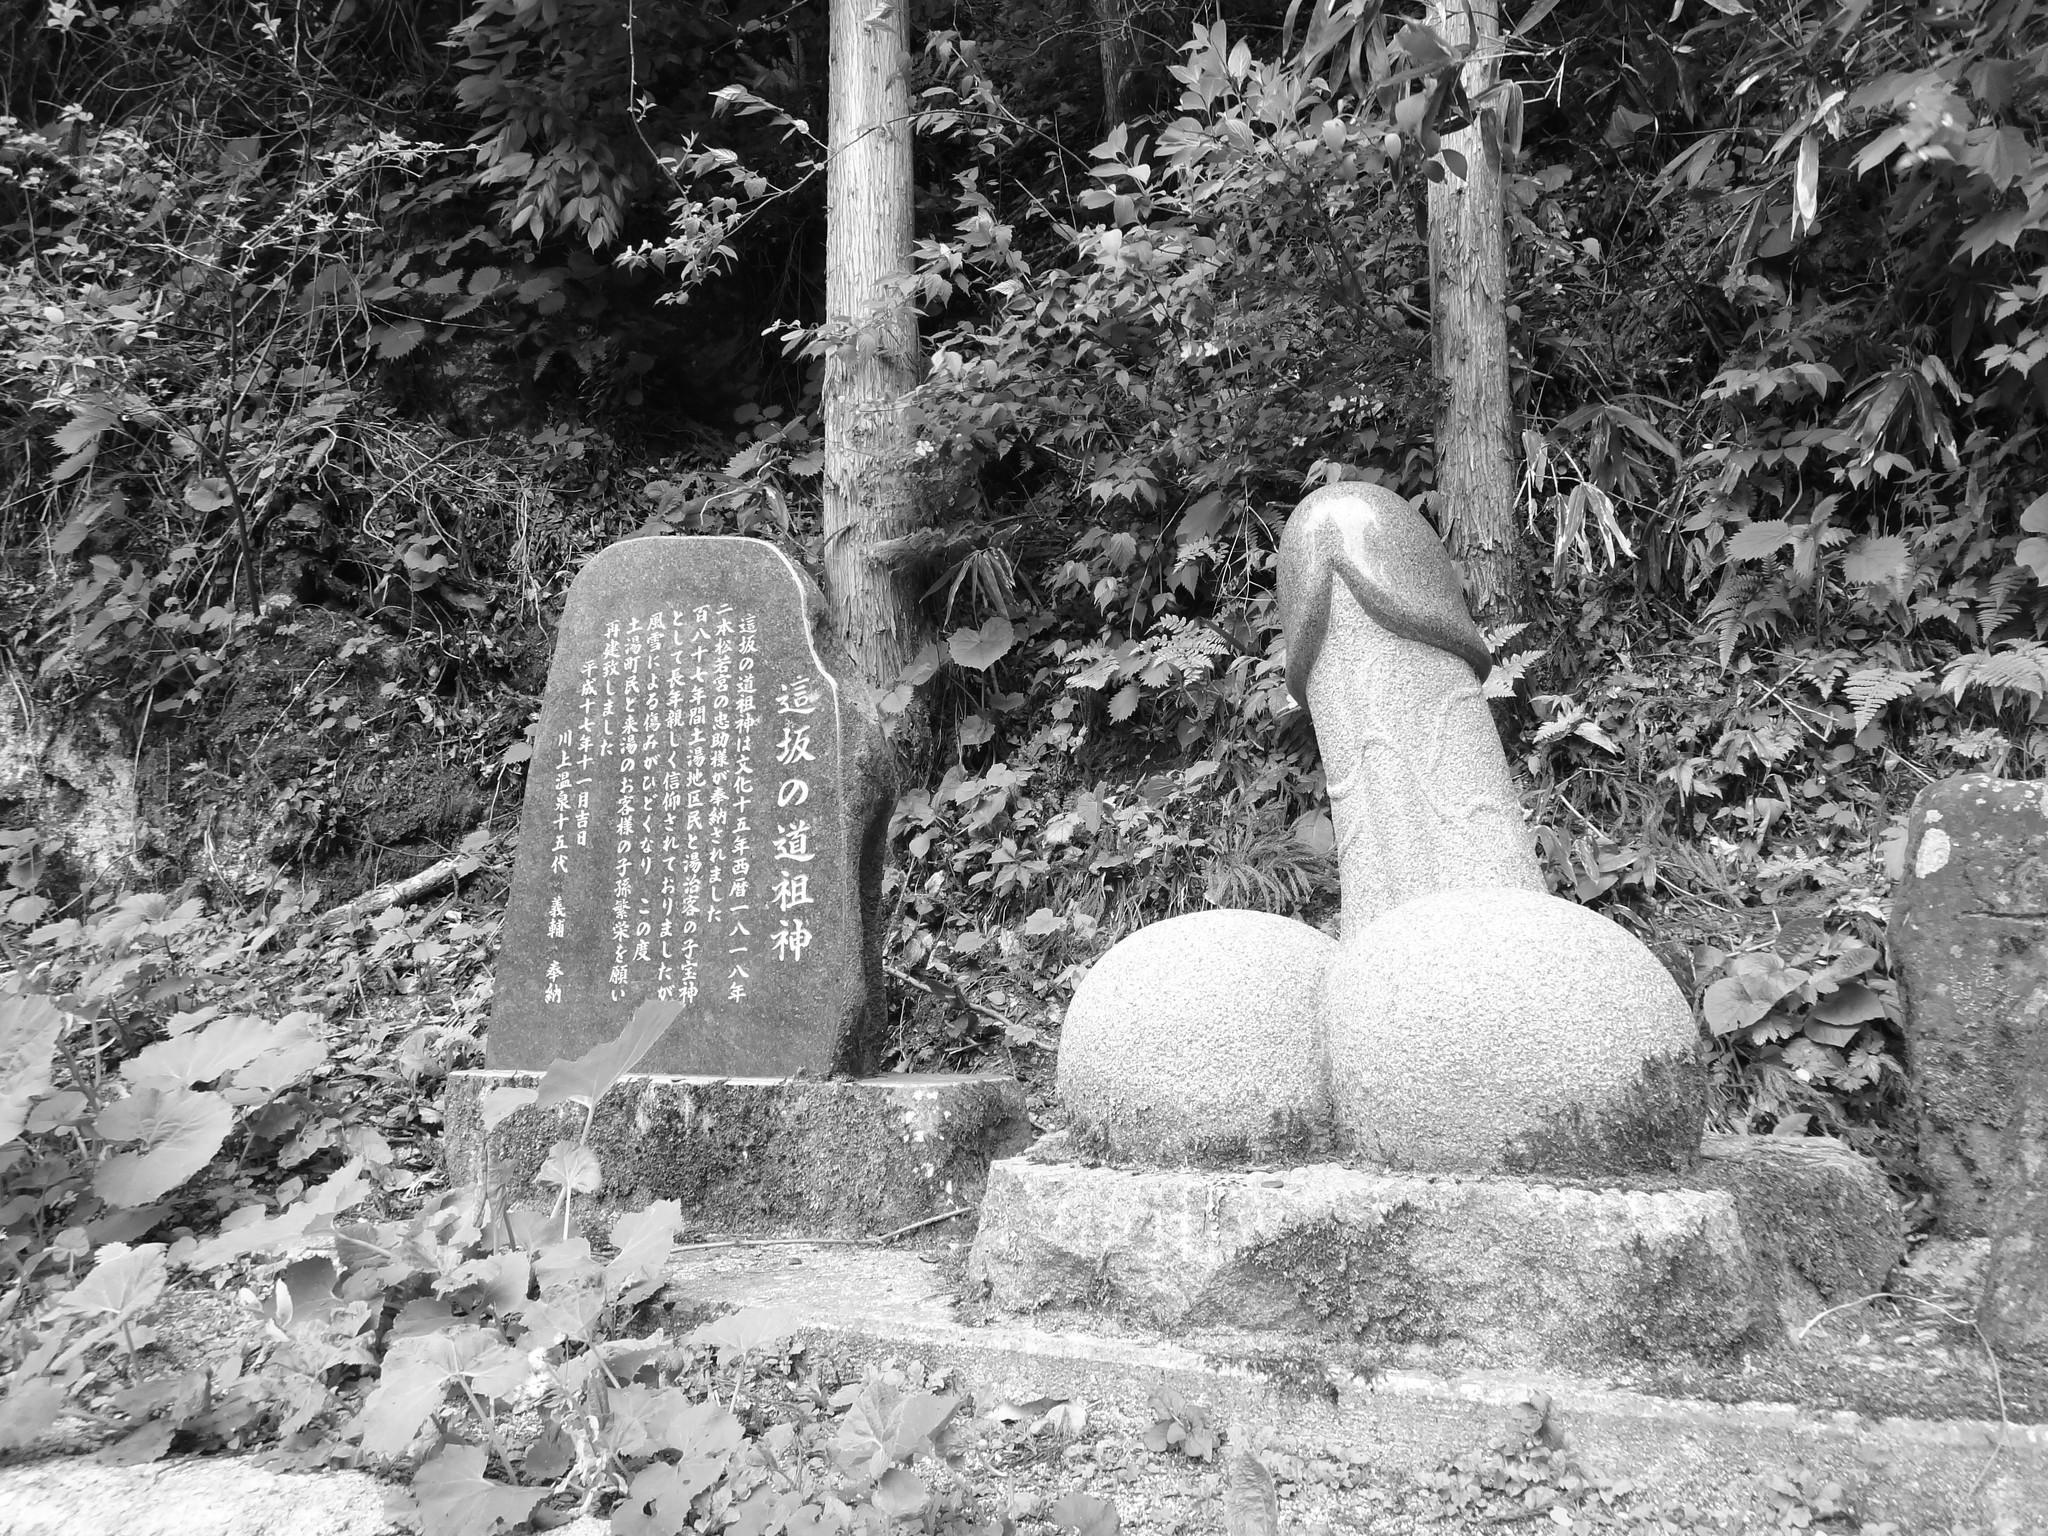 這坂の道祖神
這坂の道祖神は文化十五年西暦一八一八年
二本松若宮の忠助様が奉納されました
百八十七年間土湯地区民と湯治客の子宝神
として長年親しく信仰されておりましたが
風雪による傷みがひどくなり この度
土湯町民と来湯のお客様の子孫繁栄を願い
再建致しました
平成十七年十一月吉日
川上温泉十五代 義輔 奉納